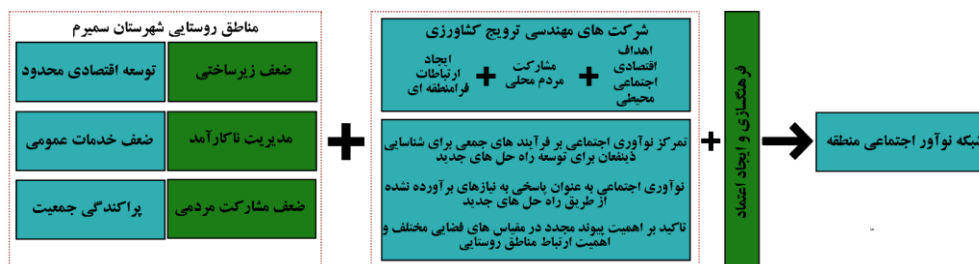 مناطق روستایی شهرستان سمیرم
ضعف زیرساختی
توسعه اقتصادی محدود
مدیریت ناکارآمد
ضعف خدمات عمومی
ضعف مشارکت مردمی
پراکندگی جمعیت
+
شرکت های مهندسی ترویج کشاورزی
اهداف
اقتصادی
اجتماعی
محیطی
+
مشارکت
مردم محلی
+
ایجاد
ارتباطات
فرامنطقه ای
تمرکز نوآوری اجتماعی بر فرآیند های جمعی برای شناسایی
ذینفعان برای توسعه راه حل های جدید
نوآوری اجتماعی به عنوان پاسخی به نیازهای برآورده نشده
از طریق راه حل های جدید
تاکید بر اهمیت پیوند مجدد در مقیاس های فضایی مختلف و
اهمیت ارتباط مناطق روستایی
+
فرهنگسازی و ایجاد اعتماد
شبکه نوآور اجتماعی منطقه